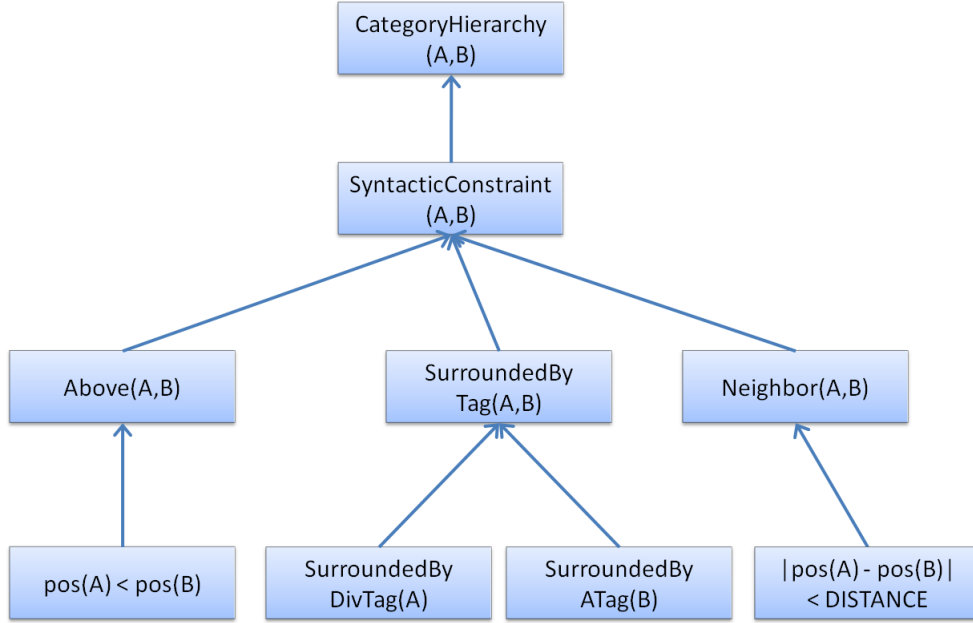 CategoryHierarchy
(A,B)
SyntacticConstraint
(A,B)
Above(A,B)
SurroundedBy
Tag(A,B)
Neighbor(A,B)
pos(A) < pos(B)
SurroundedBy
DivTag(A)
SurroundedBy
ATag(B)
|pos(A) - pos(B)|
< DISTANCE